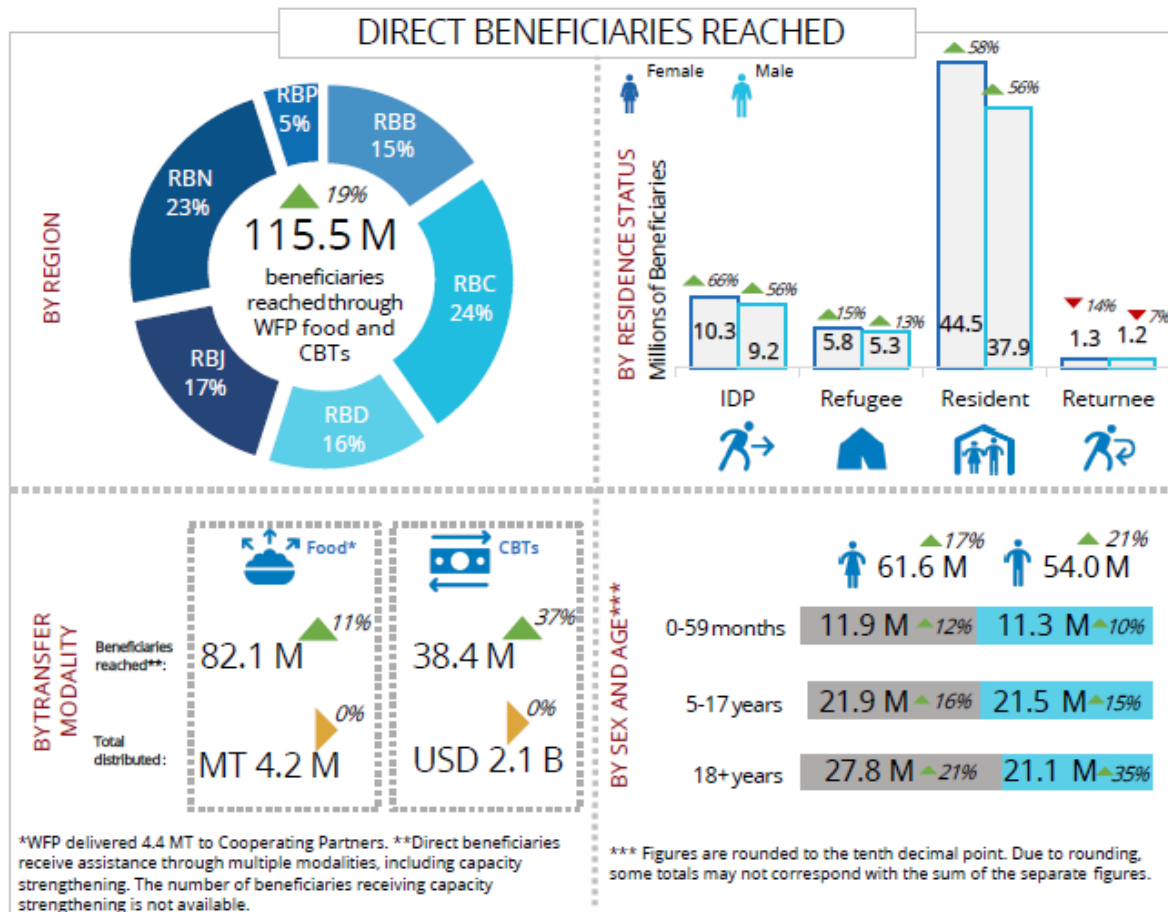 DIRECT BENEFICIARIES REACHED
BY REGION
RBP
5%
RBB
15%
RBN
23%
RBC
24%
RBJ
17%
RBD
16%
19%
115.5 M
beneficiaries
reached through
WFP food and
CBTs
BY RESIDENCE STATUS
Millions of Beneficiaries
Female
Male
58%
56%
66%
56%
15%
13%
14%
7%
10.3
9.2
5.8
5.3
44.5
37.9
1.3
1.2
IDP
Refugee
Resident
Returnee
BY TRANSFER
MODALITY
Food*
CBTs
Beneficiaries
reached**:
82.1 M
11%
38.4 M
37%
Total
distributed:
MT 4.2 M
0%
USD 2.1 B
0%
BY SEX AND AGE***
17%
61.6 M
21%
54.0 M
0-59 months
11.9 M 12%
11.3 M 10%
5-17 years
21.9 M 16%
21.5 M 15%
18+ years
27.8 M 21%
21.1 M 35%
*WFP delivered 4.4 MT to Cooperating Partners. **Direct beneficiaries
receive assistance through multiple modalities, including capacity
strengthening. The number of beneficiaries receiving capacity
strengthening is not available.
*** Figures are rounded to the tenth decimal point. Due to rounding,
some totals may not correspond with the sum of the separate figures.